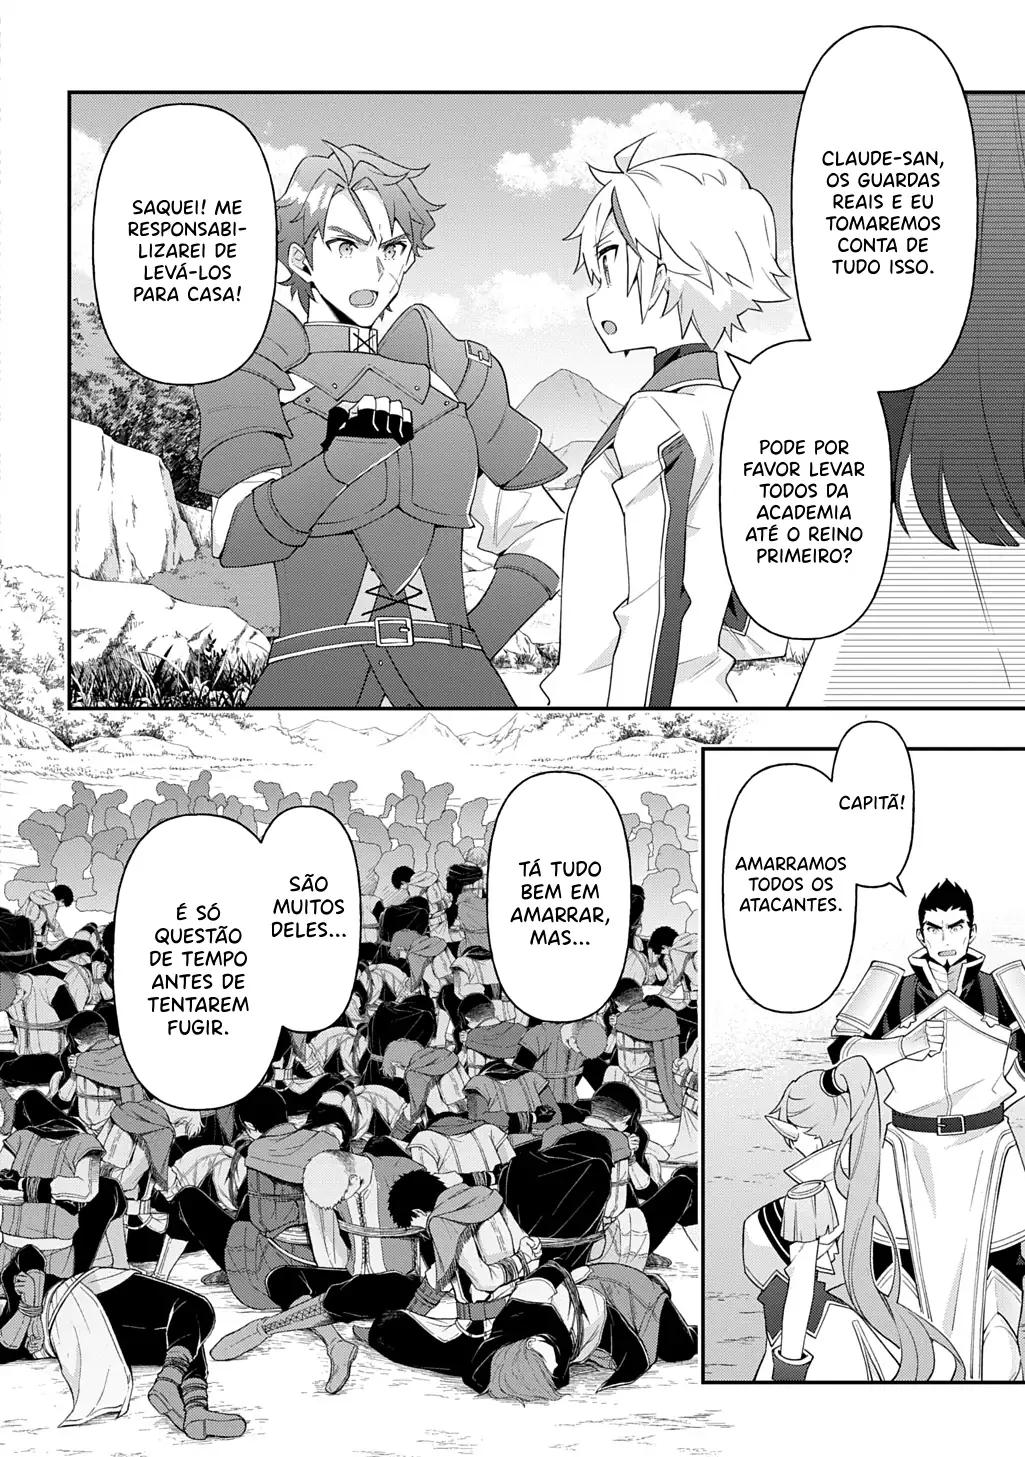 CLAUDE-SAN,
OS GUARDAS
REAIS E EU
TOMAREMOS
CONTA DE
TUDO ISSO.
PODE POR
FAVOR LEVAR
TODOS DA
ACADEMIA
ATÉ O REINO
PRIMEIRO?
SAQUEI! ME
RESPONSABI-
LIZAREI DE
LEVÁ-LOS
PARA CASA!
CAPITÃ!
AMARRAMOS
TODOS OS
ATACANTES.
TÁ TUDO
BEM EM
AMARRAR,
MAS...
SÃO
MUITOS
DELES...
É SÓ
QUESTÃO
DE TEMPO
ANTES DE
TENTAREM
FUGIR.